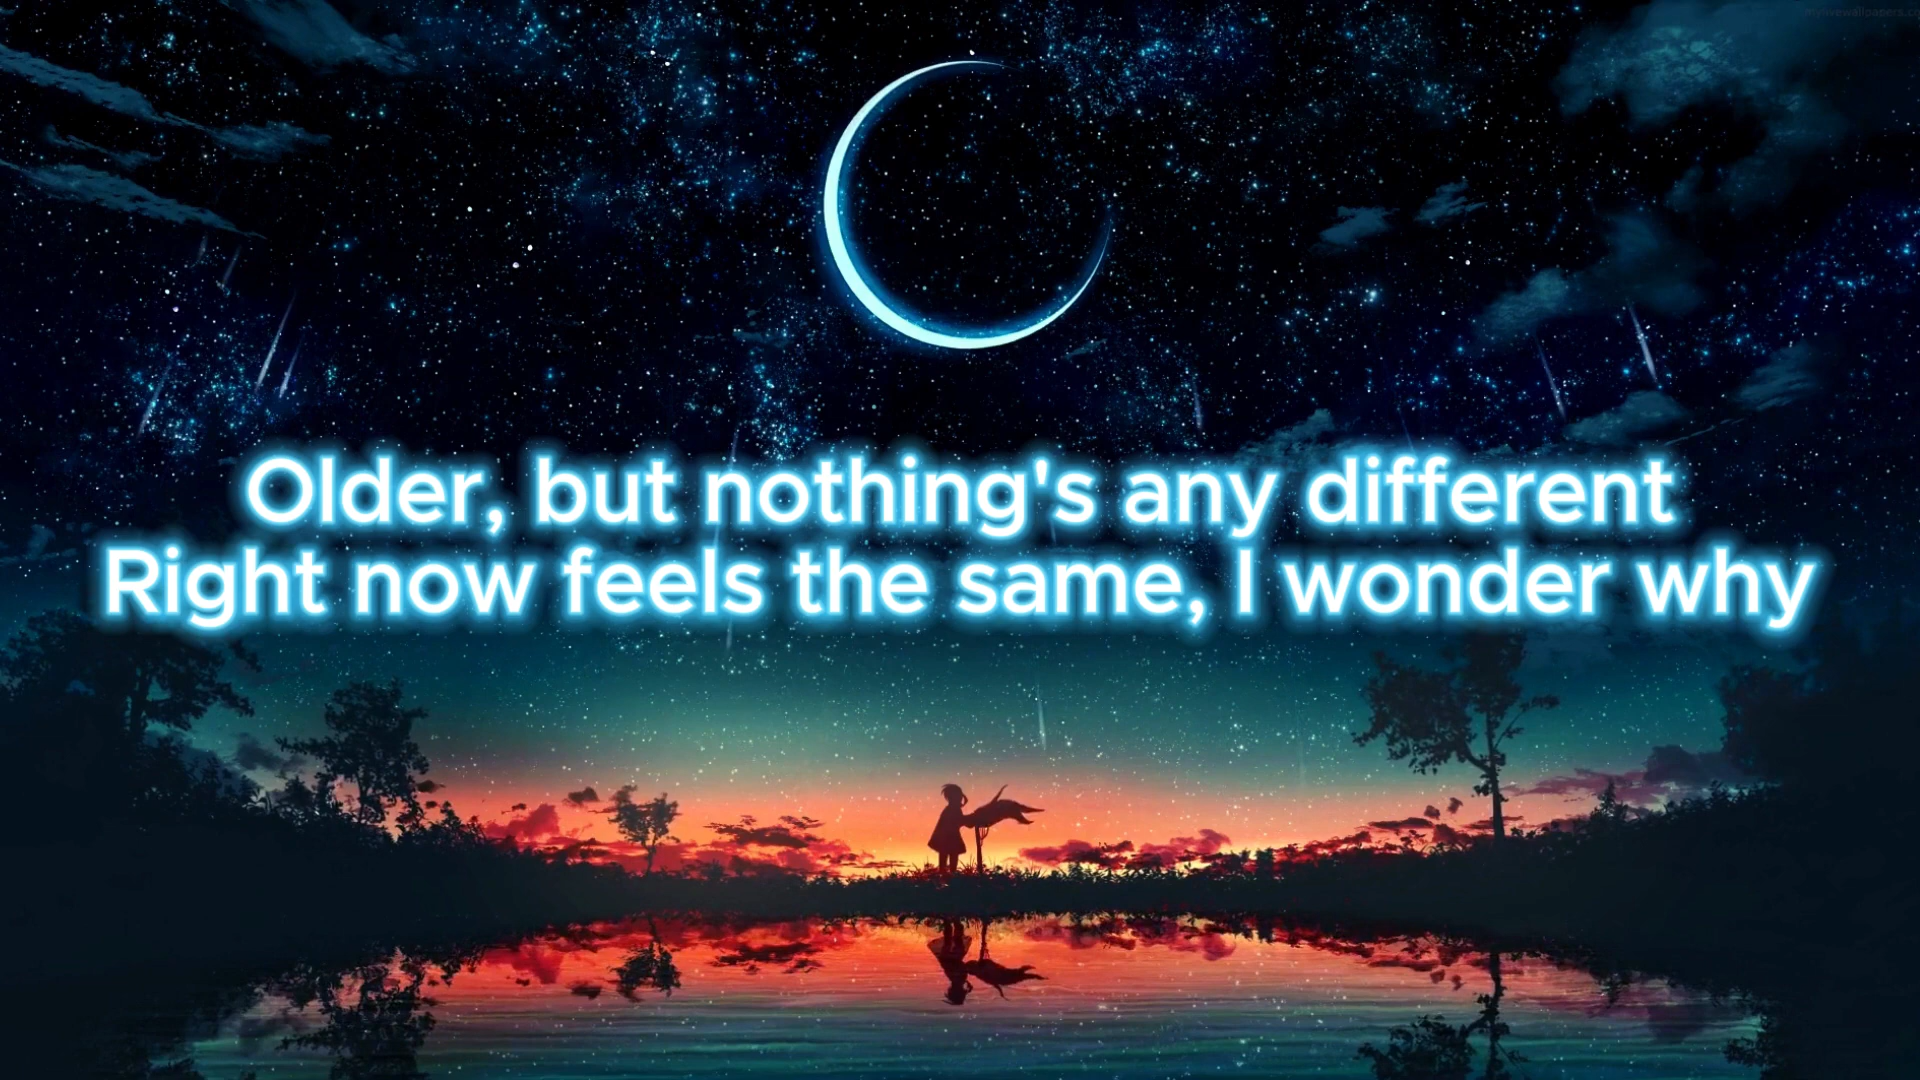 Older, but nothing's any different
Right now feels the same, I wonder why